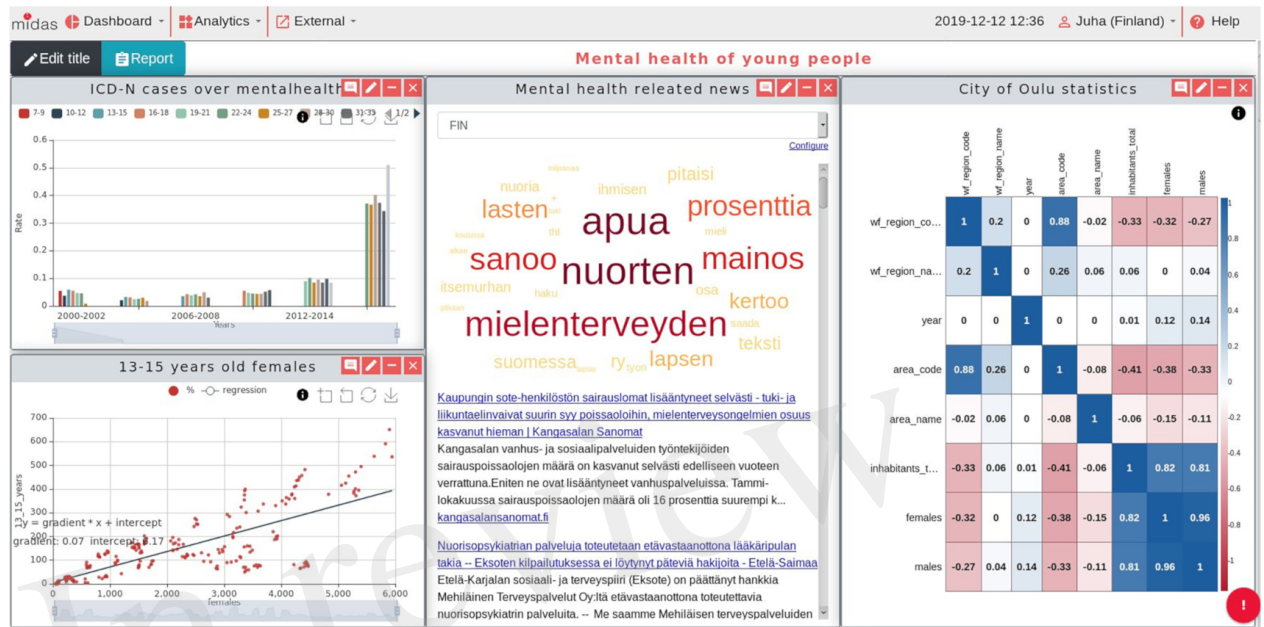 midas Dashboard Analytics External 2019-12-12 12:36 Juha (Finland) Help
Edit title Report Mental health of young people
ICD-N cases over mentalhealth
7-9 10-12 13-15 16-18 19-21 22-24 25-27 28-30 31-33 1/2
0.6
0.5
0.4
Rate
0.3
0.2
0.1
0
2000-2002 2006-2008 2012-2014
Years
13-15 years old females
% regression
700
600
500
400
300
200
100
0
13_15_years
y = gradient * x + intercept
gradient: 0.07 intercept: 8.17
0 1,000 2,000 3,000 4,000 5,000 6,000
females
Mental health releated news
FIN
Configure
pitaisi
nuoria ihmisen
lasten apua prosenttia
thl mieli
sanoo nuorten mainos
itsemurhan haku osa kertoo
mielenterveyden saada
teksti
suomessa ry tyon lapsen
Kaupungin sote-henkilöstön sairauslomat lisääntyneet selvästi - tuki- ja
liikuntaelinvaivat suurin syy poissaoloihin, mielenterveysongelmien osuus
kasvanut hieman | Kangasalan Sanomat
Kangasalan vanhus- ja sosiaalipalveluiden työntekijöiden
sairauspoissaolojen määrä on kasvanut selvästi edelliseen vuoteen
verrattuna.Eniten ne ovat lisääntyneet vanhuspalveluissa. Tammi-
lokakuussa sairauspoissaolojen määrä oli 16 prosenttia suurempi k...
kangasalansanomat.fi
Nuorisopsykiatrian palveluja toteutetaan etävastaanottona lääkäripulan
takia -- Eksoten kilpailutuksessa ei löytynyt päteviä hakijoita - Etelä-Saimaa
Etelä-Karjalan sosiaali- ja terveyspiiri (Eksote) on päättänyt hankkia
Mehiläinen Terveyspalvelut Oy:ltä etävastaanottona toteutettavia
nuorisopsykiatrin palveluita. -- Me saamme Mehiläisen terveyspalveluiden
City of Oulu statistics
wf_region_code wf_region_name year area_code area_name inhabitants_total females males
wf_region_co... 1 0.2 0 0.88 -0.02 -0.33 -0.32 -0.27
wf_region_na... 0.2 1 0 0.26 0.06 0.06 0 0.04
year 0 0 1 0 0 0.01 0.12 0.14
area_code 0.88 0.26 0 1 -0.08 -0.41 -0.38 -0.33
area_name -0.02 0.06 0 -0.08 1 -0.06 -0.15 -0.11
inhabitants_t... -0.33 0.06 0.01 -0.41 -0.06 1 0.82 0.81
females -0.32 0 0.12 -0.38 -0.15 0.82 1 0.96
males -0.27 0.04 0.14 -0.33 -0.11 0.81 0.96 1
1
0.8
0.6
0.4
0.2
0
-0.2
-0.4
-0.6
-0.8
-1
In review